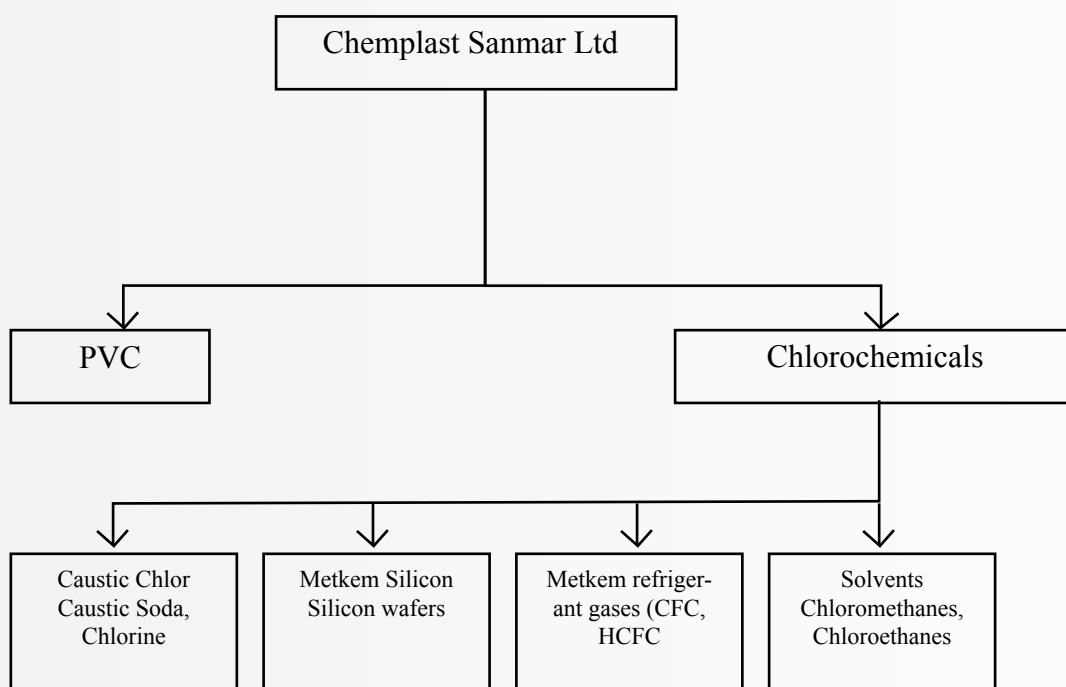 Chemplast Sanmar Ltd
PVC
Chlorochemicals
Caustic Chlor
Caustic Soda,
Chlorine
Metkem Silicon
Silicon wafers
Metkem refriger-
ant gases (CFC,
HCFC
Solvents
Chloromethanes,
Chloroethanes